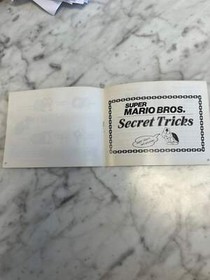 SUPER
MARIO BROS.
Secret Tricks